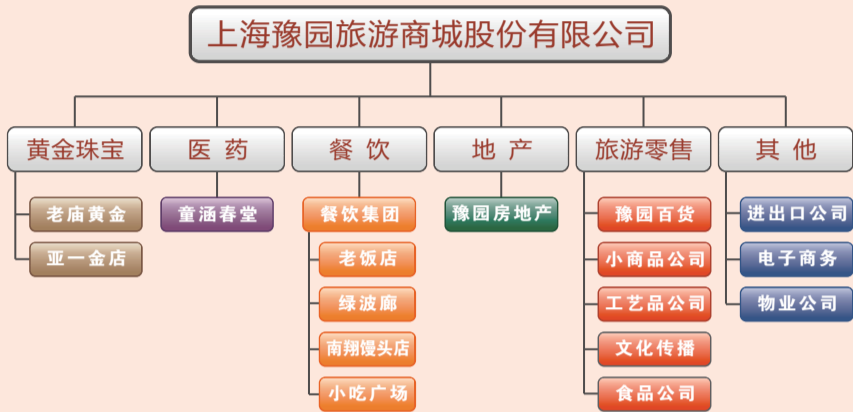 上海豫园旅游商城股份有限公司
黄金珠宝
医药
餐饮
地产
旅游零售
其他
老庙黄金
亚一金店
童涵春堂
餐饮集团
老饭店
绿波廊
南翔馒头店
小吃广场
豫园房地产
豫园百货
小商品公司
工艺品公司
文化传播
食品公司
进出口公司
电子商务
物业公司